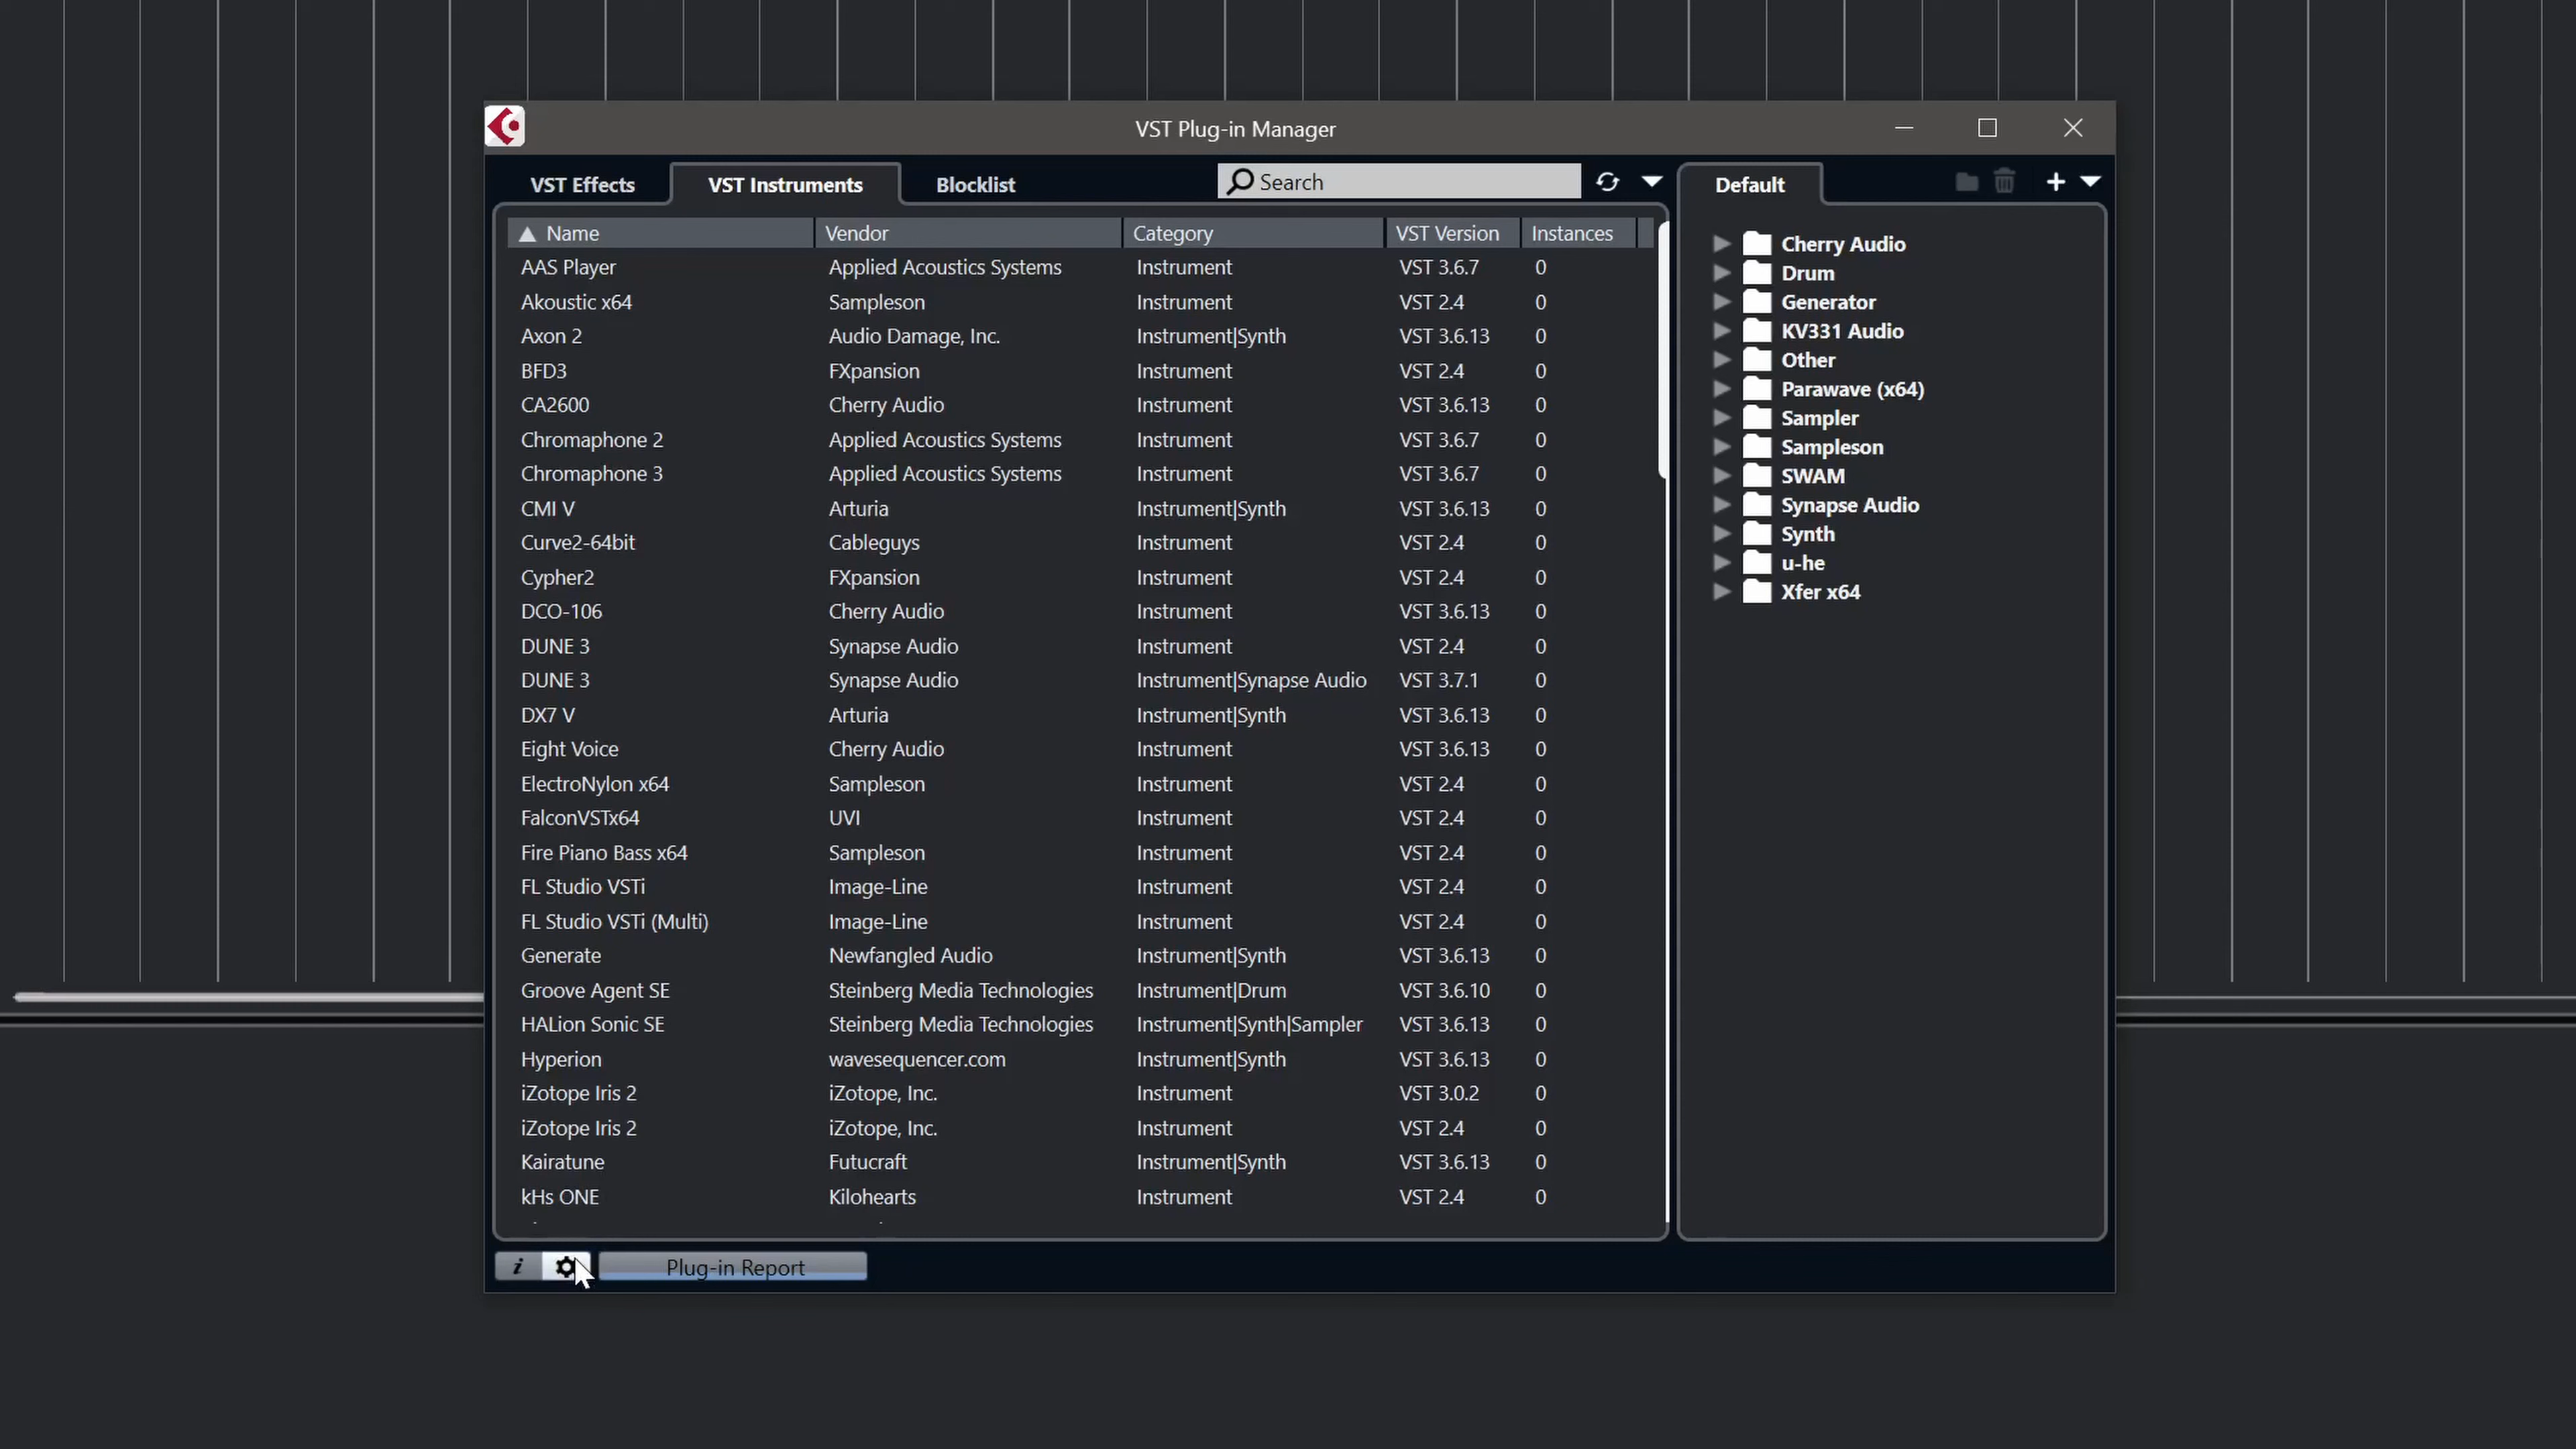 VST Plug-in Manager
VST Effects VST Instruments Blocklist Search Default
Name Vendor Category VST Version Instances
AAS Player Applied Acoustics Systems Instrument VST 3.6.7 0
Akoustic x64 Sampleson Instrument VST 2.4 0
Axon 2 Audio Damage, Inc. Instrument|Synth VST 3.6.13 0
BFD3 FXpansion Instrument VST 2.4 0
CA2600 Cherry Audio Instrument VST 3.6.13 0
Chromaphone 2 Applied Acoustics Systems Instrument VST 3.6.7 0
Chromaphone 3 Applied Acoustics Systems Instrument VST 3.6.7 0
CMI V Arturia Instrument|Synth VST 3.6.13 0
Curve2-64bit Cableguys Instrument VST 2.4 0
Cypher2 FXpansion Instrument VST 2.4 0
DCO-106 Cherry Audio Instrument VST 3.6.13 0
DUNE 3 Synapse Audio Instrument VST 2.4 0
DUNE 3 Synapse Audio Instrument|Synapse Audio VST 3.7.1 0
DX7 V Arturia Instrument|Synth VST 3.6.13 0
Eight Voice Cherry Audio Instrument VST 3.6.13 0
ElectroNylon x64 Sampleson Instrument VST 2.4 0
FalconVSTx64 UVI Instrument VST 2.4 0
Fire Piano Bass x64 Sampleson Instrument VST 2.4 0
FL Studio VSTi Image-Line Instrument VST 2.4 0
FL Studio VSTi (Multi) Image-Line Instrument VST 2.4 0
Generate Newfangled Audio Instrument|Synth VST 3.6.13 0
Groove Agent SE Steinberg Media Technologies Instrument|Drum VST 3.6.10 0
HALion Sonic SE Steinberg Media Technologies Instrument|Synth|Sampler VST 3.6.13 0
Hyperion wavesequencer.com Instrument|Synth VST 3.6.13 0
iZotope Iris 2 iZotope, Inc. Instrument VST 3.0.2 0
iZotope Iris 2 iZotope, Inc. Instrument VST 2.4 0
Kairatune Futucraft Instrument|Synth VST 3.6.13 0
kHs ONE Kilohearts Instrument VST 2.4 0
Cherry Audio
Drum
Generator
KV331 Audio
Other
Parawave (x64)
Sampler
Sampleson
SWAM
Synapse Audio
Synth
u-he
Xfer x64
i Plug-in Report